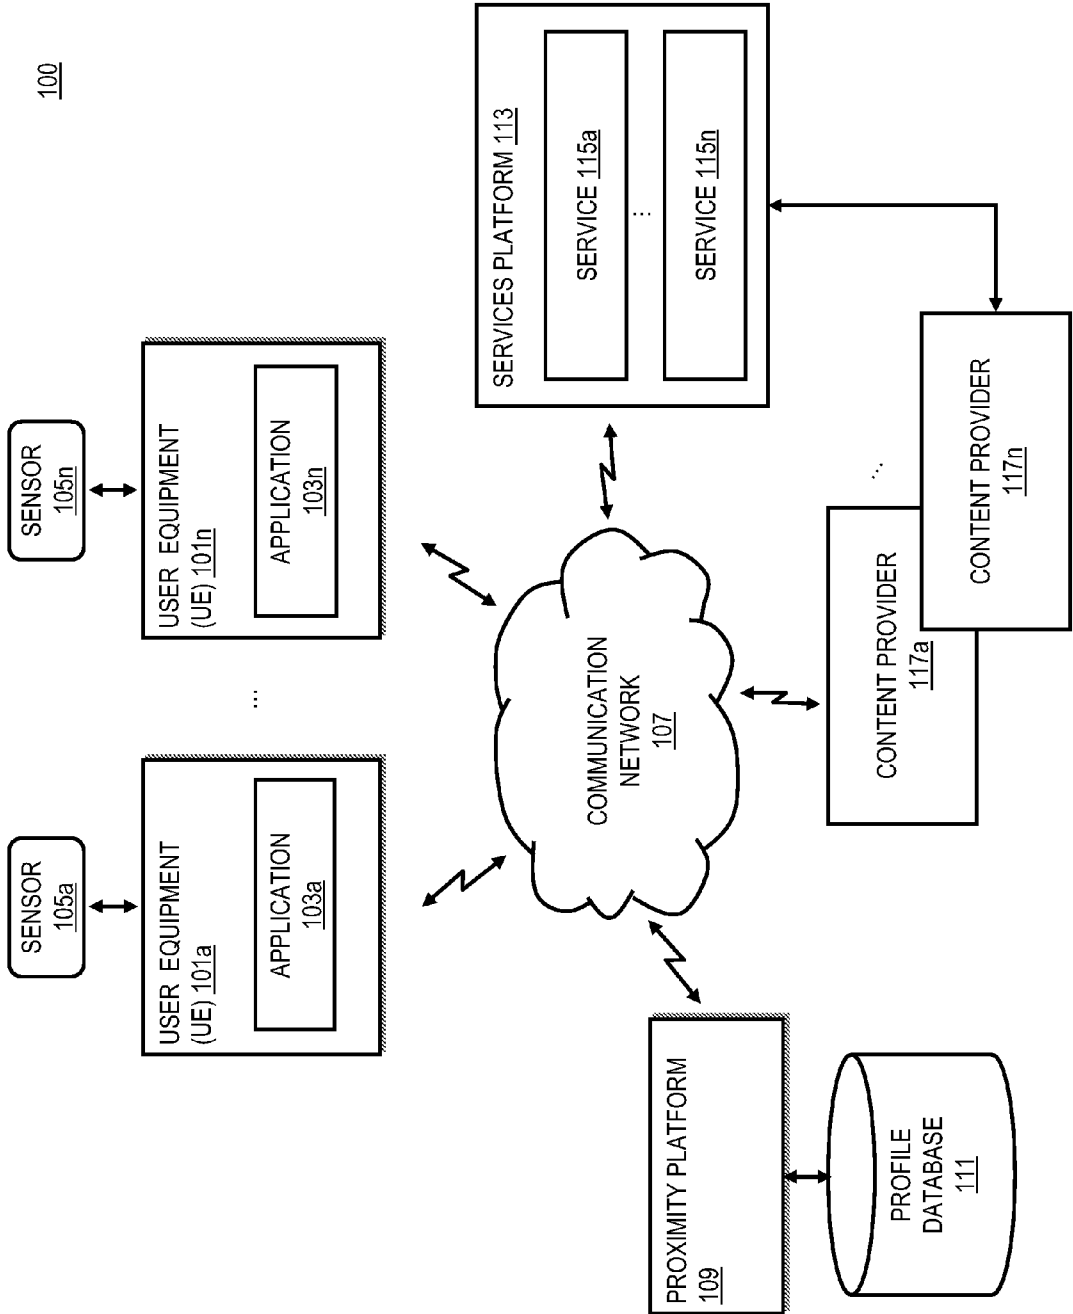 100
SENSOR
105a
SENSOR
105n
USER EQUIPMENT
(UE) 101a
APPLICATION
103a
...
USER EQUIPMENT
(UE) 101n
APPLICATION
103n
COMMUNICATION
NETWORK
107
SERVICES PLATFORM 113
SERVICE 115a
...
SERVICE 115n
PROXIMITY PLATFORM
109
PROFILE
DATABASE
111
CONTENT PROVIDER
117a
...
CONTENT PROVIDER
117n